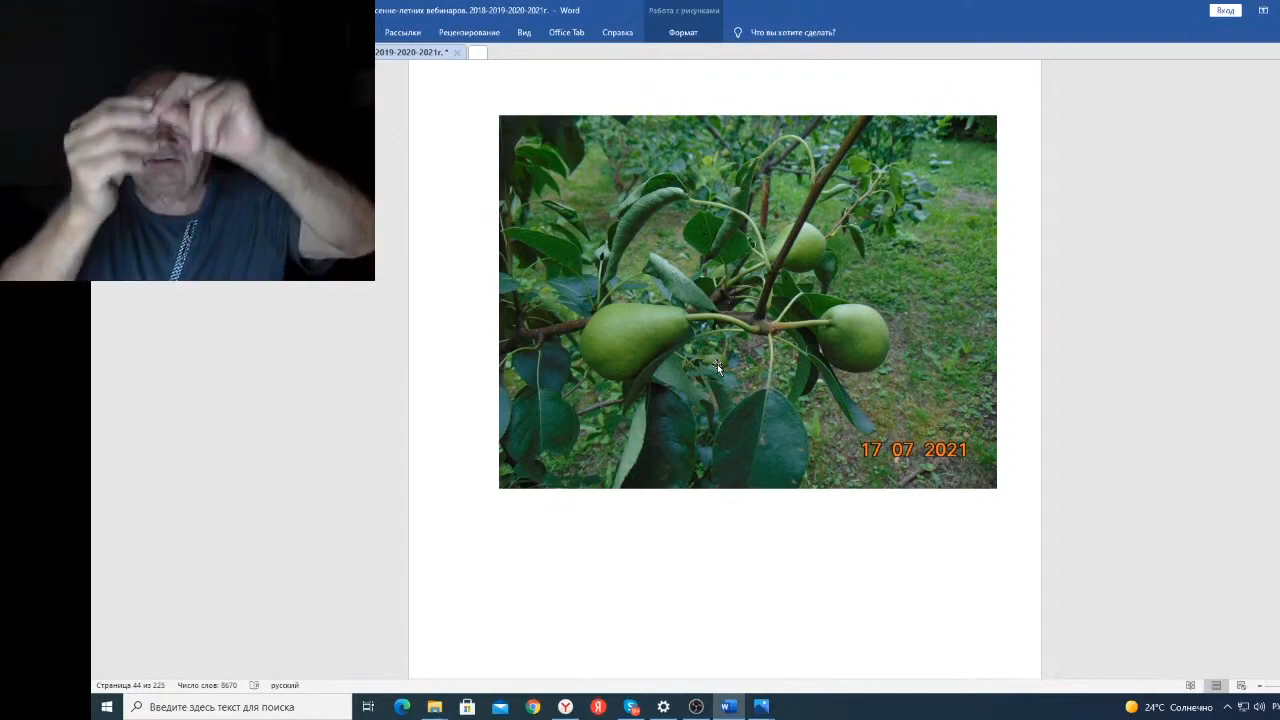 сенне-летних вебинаров. 2018-2019-2020-2021г. - Word
Работа с рисунками
Вход
Рассылки Рецензирование Вид Office Tab Справка Формат Что вы хотите сделать?
2019-2020-2021г. *
17 07 2021
Страница 44 из 225 Число слов: 8670 русский
Введите здесь текст для поиска
24°C Солнечно